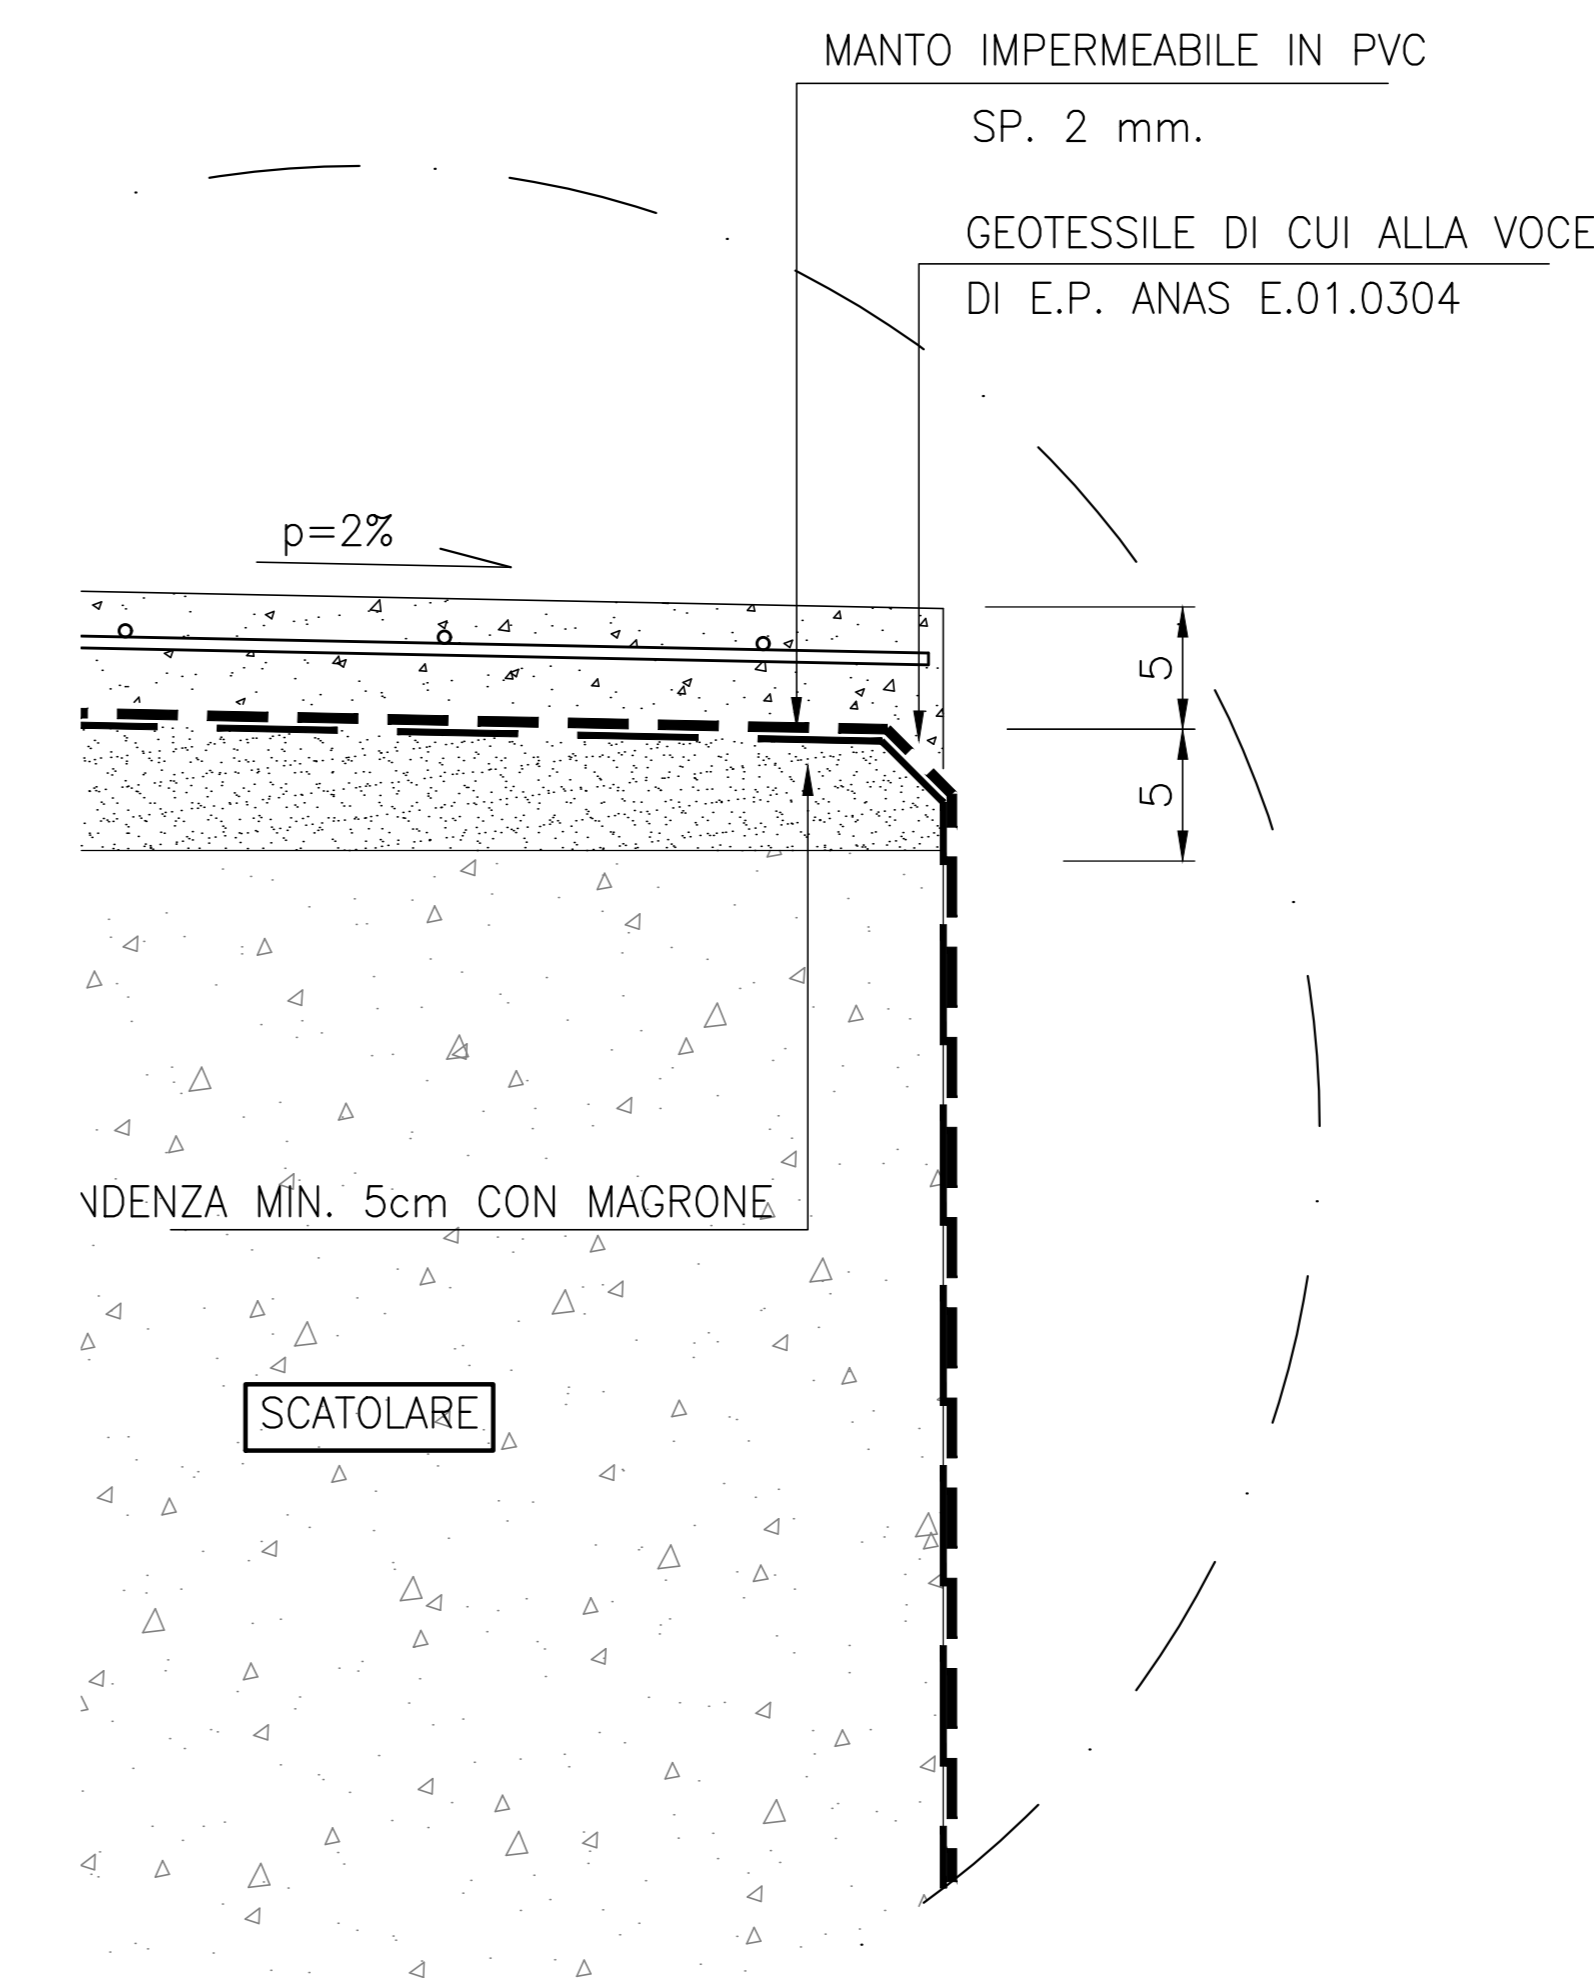 MANTO IMPERMEABILE IN PVC
SP. 2 mm.
GEOTESSILE DI CUI ALLA VOCE
DI E.P. ANAS E.01.0304
p=2%
5
5
NDENZA MIN. 5cm CON MAGRONE
SCATOLARE